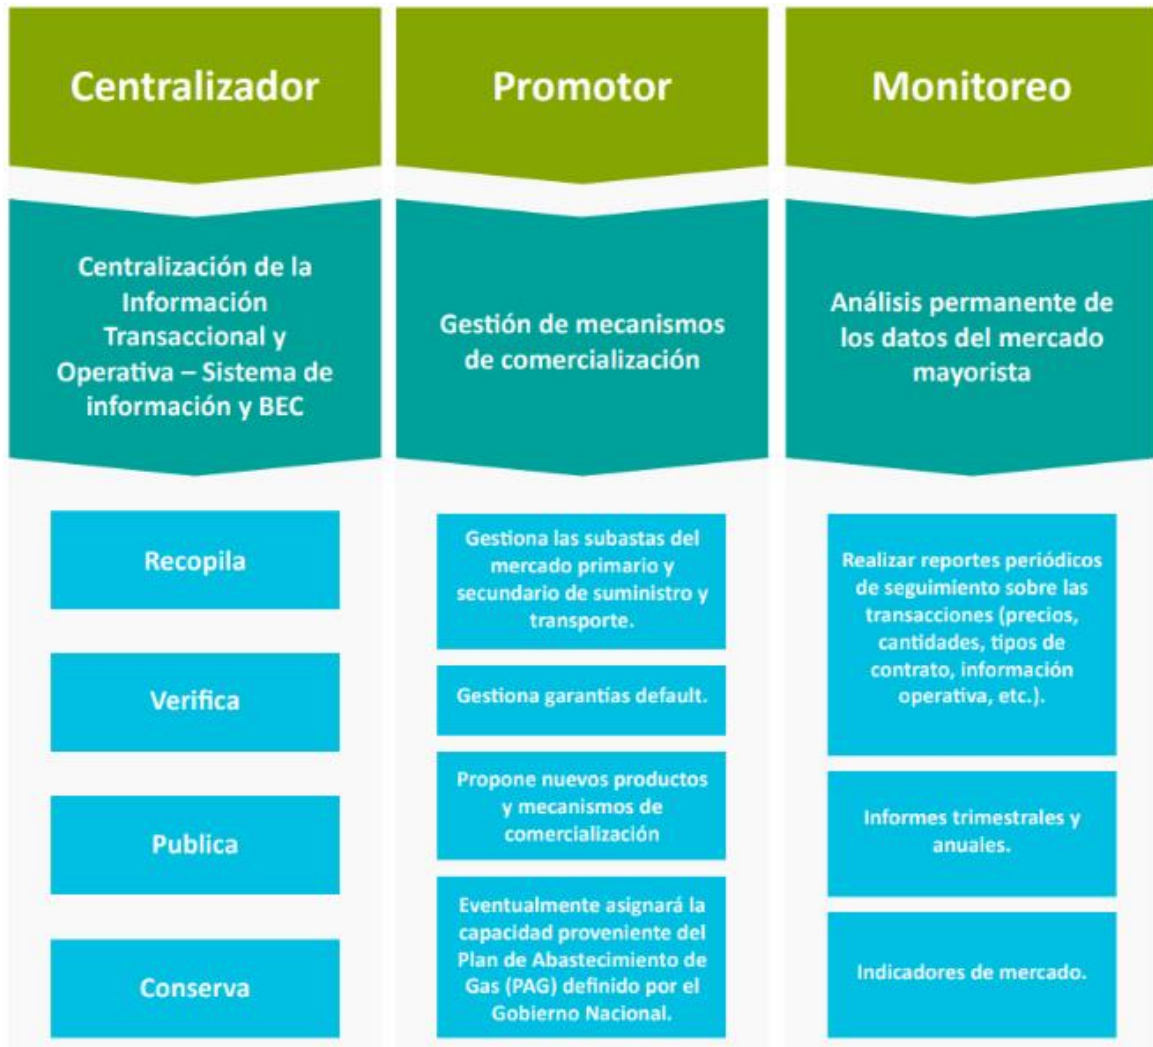 Centralizador
Centralización de la
Información
Transaccional y
Operativa – Sistema de
información y BEC
Recopila
Verifica
Publica
Conserva
Promotor
Gestión de mecanismos
de comercialización
Gestiona las subastas del
mercado primario y
secundario de suministro y
transporte.
Gestiona garantías default.
Propone nuevos productos
y mecanismos de
comercialización
Eventualmente asignará la
capacidad proveniente del
Plan de Abastecimiento de
Gas (PAG) definido por el
Gobierno Nacional.
Monitoreo
Análisis permanente de
los datos del mercado
mayorista
Realizar reportes periódicos
de seguimiento sobre las
transacciones (precios,
cantidades, tipos de
contrato, información
operativa, etc.).
Informes trimestrales y
anuales.
Indicadores de mercado.